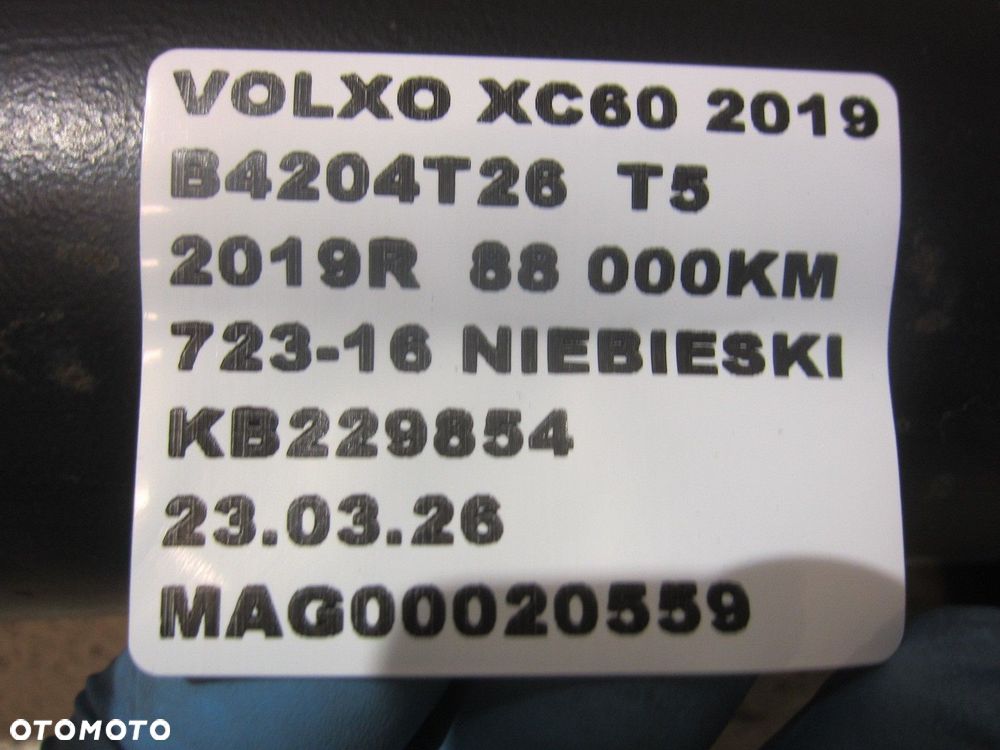 VOLXO XC60 2019
B4204T26 T5
2019R 88 000KM
723-16 NIEBIESKI
KB229854
23.03.26
MAG00020559
OTOMOTO